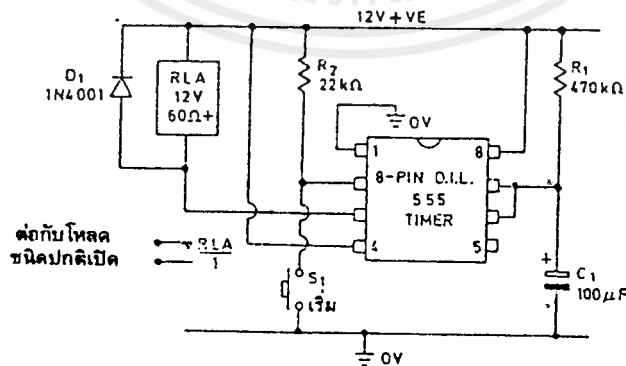 12V+VE
D1
1N4001
RLA
12V
60Ω+
R2
22kΩ
R1
470kΩ
0V
1
8
8-PIN D.I.L.
555
TIMER
4
5
ต่อกับโหลด
ชนิดปกติเปิด
RLA
1
S1
เริ่ม
+
C1
100µF
-
0V